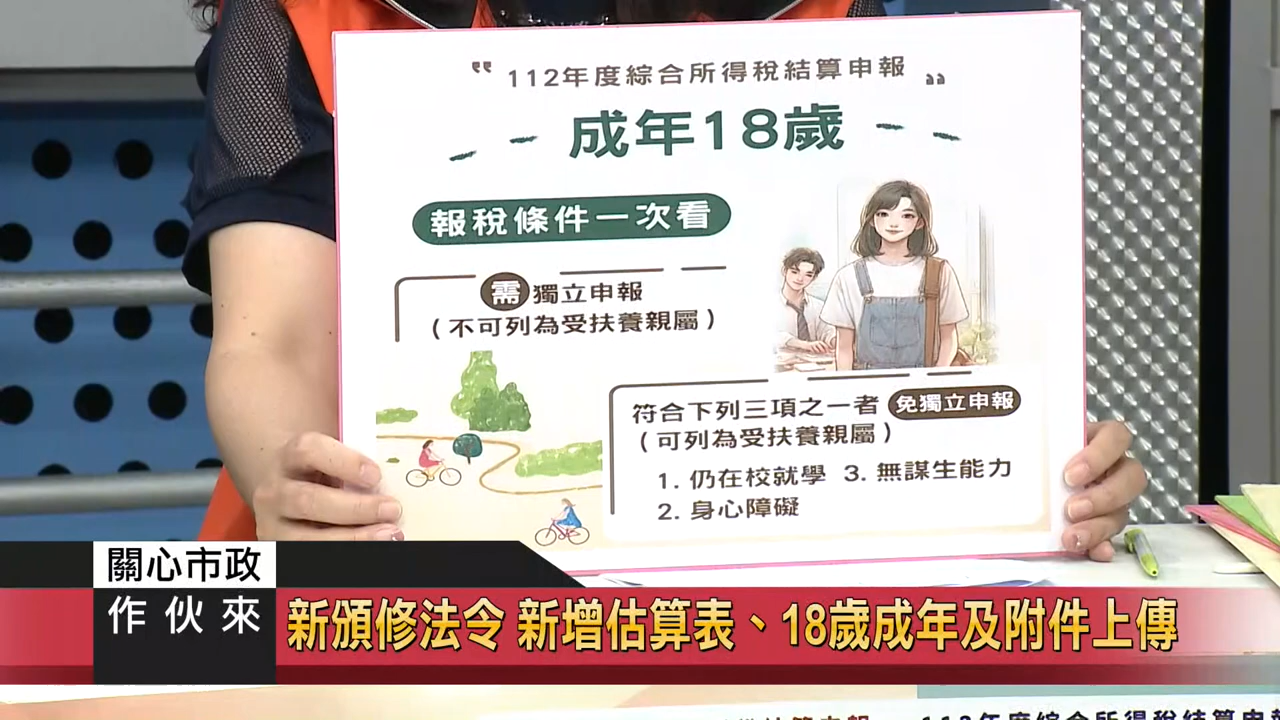 112年度綜合所得稅結算申報
成年18歲
報稅條件一次看
需 獨立申報
(不可列為受扶養親屬)
符合下列三項之一者 免獨立申報
(可列為受扶養親屬)
1. 仍在校就學 3. 無謀生能力
2. 身心障礙
關心市政
作伙來
新頒修法令 新增估算表、18歲成年及附件上傳